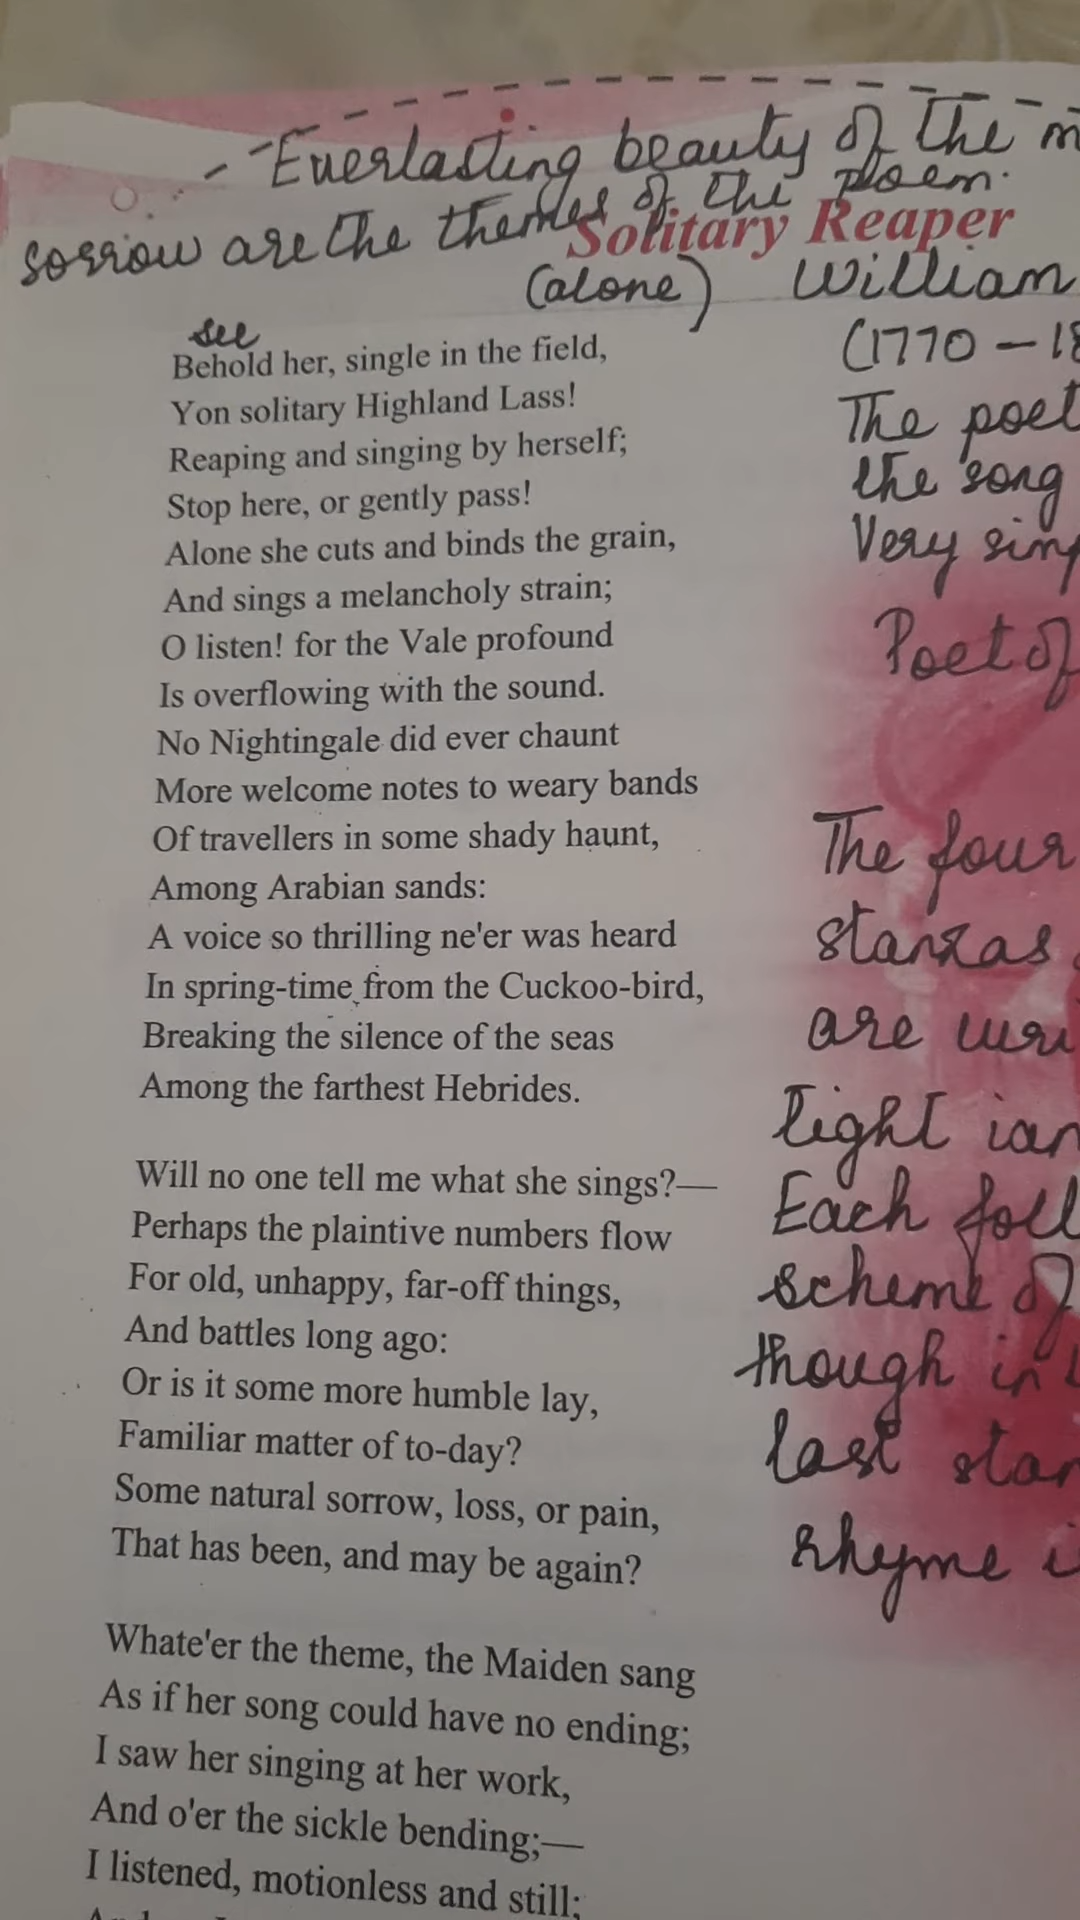 Everlasting beauty of the m
sorrow are the themes of the poem.
Solitary Reaper
(alone) William
(1770 – 18
see
Behold her, single in the field,
Yon solitary Highland Lass!
The poet
Reaping and singing by herself;
the song
Stop here, or gently pass!
Very sing
Alone she cuts and binds the grain,
And sings a melancholy strain;
O listen! for the Vale profound
Poet of
Is overflowing with the sound.
No Nightingale did ever chaunt
More welcome notes to weary bands
Of travellers in some shady haunt,
The four
Among Arabian sands:
A voice so thrilling ne'er was heard
stanzas
In spring-time from the Cuckoo-bird,
Breaking the silence of the seas
are wri
Among the farthest Hebrides.
Eight iam
Will no one tell me what she sings?—
Each foll
Perhaps the plaintive numbers flow
For old, unhappy, far-off things,
scheme of
And battles long ago:
though in
Or is it some more humble lay,
Familiar matter of to-day?
last stan
Some natural sorrow, loss, or pain,
That has been, and may be again?
rhyme i
Whate'er the theme, the Maiden sang
As if her song could have no ending;
I saw her singing at her work,
And o'er the sickle bending;—
I listened, motionless and still;